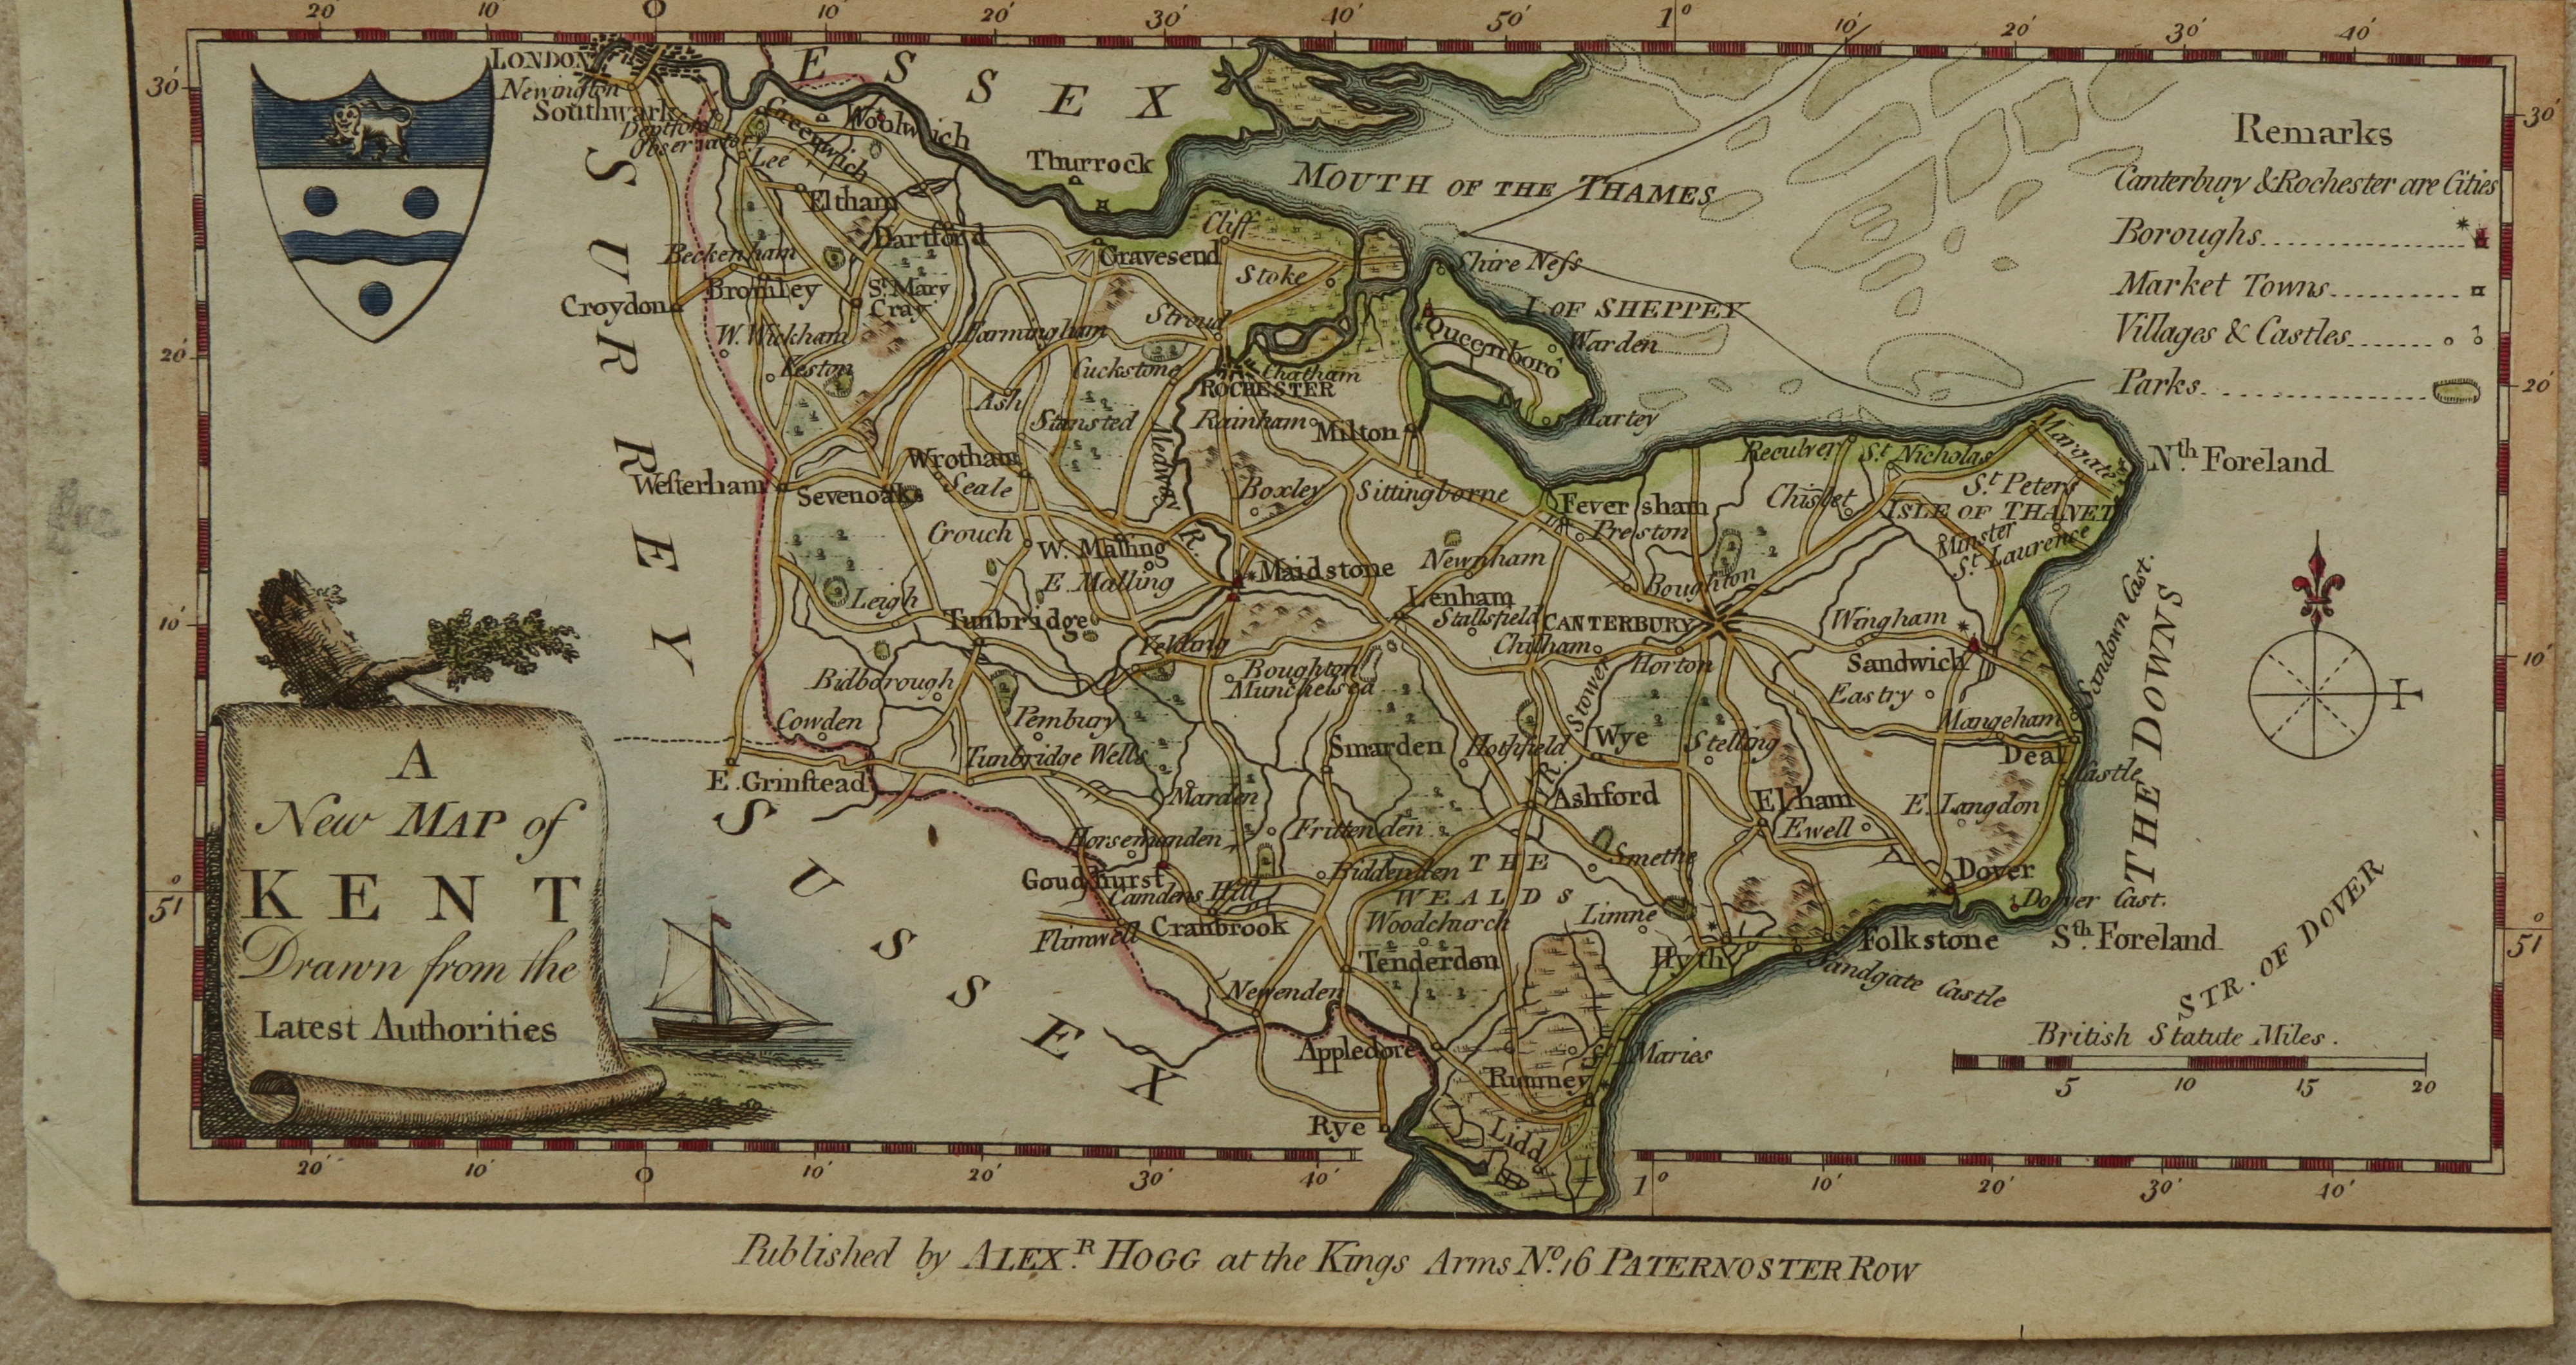 20' 10' 0 10' 20' 30' 40' 50' 1° 10' 20' 30' 40'
LONDON
Newington
Southwark
Deptford
Observatory
Greenwich
Woolwich
Lee
Eltham
ESSEX
Thurrock
MOUTH OF THE THAMES
Remarks
Canterbury & Rochester are Cities
Boroughs
Market Towns
Villages & Castles
Parks
30'
30'
SURREY
Beckenham
Dartford
Gravesend
Cliff
Stoke
Shire Ness
Croydon
Bromley
St. Mary
Cray
W. Wickham
Farmingham
Stroud
I. OF SHEPPEY
Queenboro
Warden
20'
20'
Keston
Cuckstone
Chatham
ROCHESTER
Ash
Stansted
Rainham
Milton
Hartey
Medway R.
Reculver
St. Nicholas
Margate
Nth Foreland
Westerham
Sevenoaks
Wrotham
Seale
Boxley
Sittingborne
Feversham
Chislet
St. Peters
ISLE OF THANET
Crouch
W. Malling
Preston
Minster
St. Laurence
E. Malling
Maidstone
Newnham
Boughton
Leigh
Tunbridge
Lenham
Stallsfield
CANTERBURY
Wingham
Sandown Cast.
10'
10'
Yelding
Chilham
Horton
Sandwich
Bidborough
Boughton
Munchelsea
Stower R.
Eastry
THE DOWNS
Cowden
Pembury
Mangeham
Tunbridge Wells
Smarden
Hothfield
Wye
Stelling
Deal
Castle
E. Grinstead
Marden
Ashford
Elham
E. Langdon
SUSSEX
Horsemunden
Frittenden
Ewell
Goudhurst
Camdens Hill
Biddenden
THE
WEALDS
Smethe
Dover
Dover Cast.
51°
51°
Flimwell
Cranbrook
Woodchurch
Limne
Tenderden
Hyth
Folkstone
Sth Foreland
Newenden
Sandgate Castle
STR. OF DOVER
Appledore
St. Maries
Rumney
Rye
Lidd
A
New MAP of
KENT
Drawn from the
Latest Authorities
British Statute Miles.
5 10 15 20
20' 10' 0 10' 20' 30' 40' 1° 10' 20' 30' 40'
Published by ALEX.R HOGG at the Kings Arms No. 16 PATERNOSTER ROW